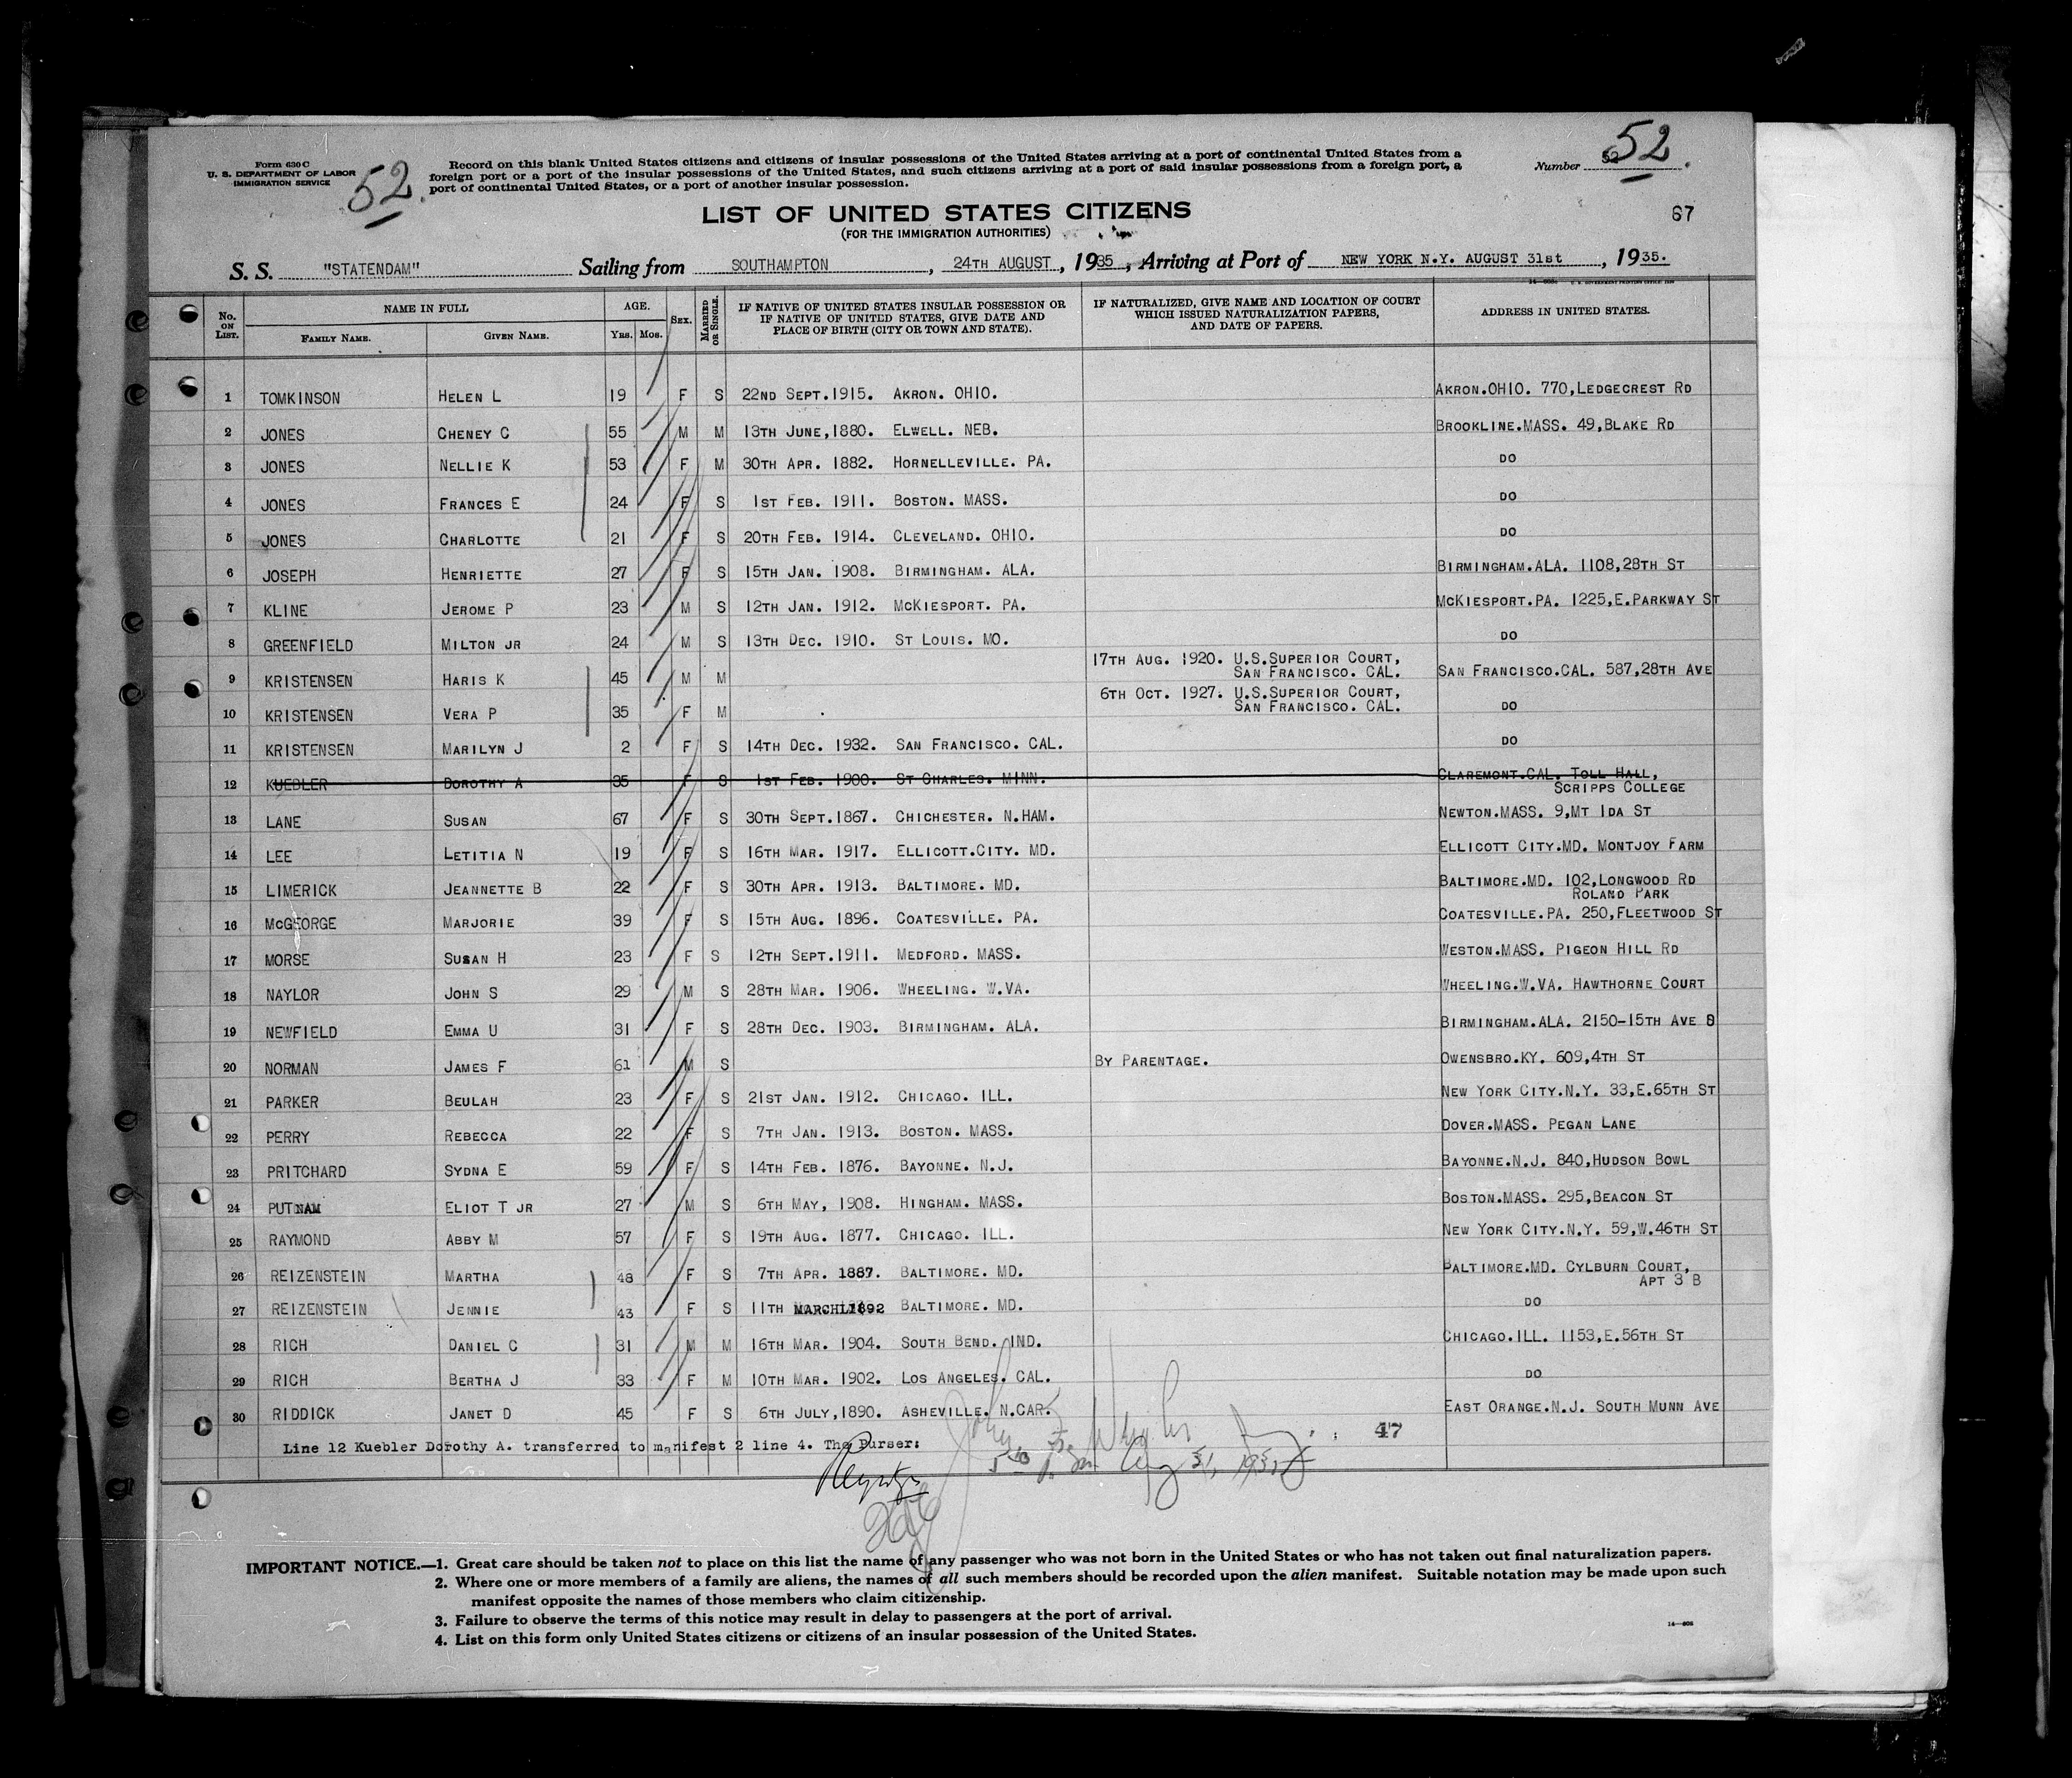 Form 630 C
U. S. DEPARTMENT OF LABOR
IMMIGRATION SERVICE
52.
Record on this blank United States citizens and citizens of insular possessions of the United States arriving at a port of continental United States from a
foreign port or a port of the insular possessions of the United States, and such citizens arriving at a port of said insular possessions from a foreign port, a
port of continental United States, or a port of another insular possession.
Number 52 52.
LIST OF UNITED STATES CITIZENS
67
(FOR THE IMMIGRATION AUTHORITIES)
S. S. "STATENDAM" Sailing from SOUTHAMPTON, 24TH AUGUST, 1935, Arriving at Port of NEW YORK N.Y. AUGUST 31st, 1935.
No. ON LIST. NAME IN FULL FAMILY NAME. GIVEN NAME. AGE. YRS. MOS. SEX. MARRIED OR SINGLE. IF NATIVE OF UNITED STATES INSULAR POSSESSION OR IF NATIVE OF UNITED STATES, GIVE DATE AND PLACE OF BIRTH (CITY OR TOWN AND STATE). IF NATURALIZED, GIVE NAME AND LOCATION OF COURT WHICH ISSUED NATURALIZATION PAPERS, AND DATE OF PAPERS. ADDRESS IN UNITED STATES.
1 TOMKINSON HELEN L 19 F S 22ND SEPT.1915. AKRON. OHIO. AKRON.OHIO. 770,LEDGECREST RD
2 JONES CHENEY C 55 M M 13TH JUNE,1880. ELWELL. NEB. BROOKLINE.MASS. 49,BLAKE RD
3 JONES NELLIE K 53 F M 30TH APR. 1882. HORNELLEVILLE. PA. DO
4 JONES FRANCES E 24 F S 1ST FEB. 1911. BOSTON. MASS. DO
5 JONES CHARLOTTE 21 F S 20TH FEB. 1914. CLEVELAND. OHIO. DO
6 JOSEPH HENRIETTE 27 F S 15TH JAN. 1908. BIRMINGHAM. ALA. BIRMINGHAM.ALA. 1108,28TH ST
7 KLINE JEROME P 23 M S 12TH JAN. 1912. MCKIESPORT. PA. MCKIESPORT.PA. 1225,E.PARKWAY ST
8 GREENFIELD MILTON JR 24 M S 13TH DEC. 1910. ST LOUIS. MO. DO
9 KRISTENSEN HARIS K 45 M M 17TH AUG. 1920. U.S.SUPERIOR COURT, SAN FRANCISCO. CAL. SAN FRANCISCO.CAL. 587,28TH AVE
10 KRISTENSEN VERA P 35 F M 6TH OCT. 1927. U.S.SUPERIOR COURT, SAN FRANCISCO. CAL. DO
11 KRISTENSEN MARILYN J 2 F S 14TH DEC. 1932. SAN FRANCISCO. CAL. DO
12 KUEBLER DOROTHY A 35 F S 1ST FEB. 1900. ST CHARLES. MINN. CLAREMONT.CAL. TOLL HALL,
SCRIPPS COLLEGE
13 LANE SUSAN 67 F S 30TH SEPT.1867. CHICHESTER. N.HAM. NEWTON.MASS. 9,MT IDA ST
14 LEE LETITIA N 19 F S 16TH MAR. 1917. ELLICOTT.CITY. MD. ELLICOTT CITY.MD. MONTJOY FARM
15 LIMERICK JEANNETTE B 22 F S 30TH APR. 1913. BALTIMORE. MD. BALTIMORE.MD. 102,LONGWOOD RD
ROLAND PARK
16 MCGEORGE MARJORIE 39 F S 15TH AUG. 1896. COATESVILLE. PA. COATESVILLE.PA. 250,FLEETWOOD ST
17 MORSE SUSAN H 23 F S 12TH SEPT.1911. MEDFORD. MASS. WESTON.MASS. PIGEON HILL RD
18 NAYLOR JOHN S 29 M S 28TH MAR. 1906. WHEELING. W.VA. WHEELING.W.VA. HAWTHORNE COURT
19 NEWFIELD EMMA U 31 F S 28TH DEC. 1903. BIRMINGHAM. ALA. BIRMINGHAM.ALA. 2150-15TH AVE
20 NORMAN JAMES F 61 M S BY PARENTAGE. OWENSBRO.KY. 609,4TH ST
21 PARKER BEULAH 23 F S 21ST JAN. 1912. CHICAGO. ILL. NEW YORK CITY.N.Y. 33,E.65TH ST
22 PERRY REBECCA 22 F S 7TH JAN. 1913. BOSTON. MASS. DOVER.MASS. PEGAN LANE
23 PRITCHARD SYDNA E 59 F S 14TH FEB. 1876. BAYONNE. N.J. BAYONNE.N.J. 840,HUDSON BOWL
24 PUTNAM ELIOT T JR 27 M S 6TH MAY, 1908. HINGHAM. MASS. BOSTON.MASS. 295,BEACON ST
25 RAYMOND ABBY M 57 F S 19TH AUG. 1877. CHICAGO. ILL. NEW YORK CITY.N.Y. 59,W.46TH ST
26 REIZENSTEIN MARTHA 48 F S 7TH APR. 1887. BALTIMORE. MD. BALTIMORE.MD. CYLBURN COURT,
APT 3 B
27 REIZENSTEIN JENNIE 43 F S 11TH MARCH 1892 BALTIMORE. MD. DO
28 RICH DANIEL C 31 M M 16TH MAR. 1904. SOUTH BEND. IND. CHICAGO.ILL. 1153,E.56TH ST
29 RICH BERTHA J 33 F M 10TH MAR. 1902. LOS ANGELES. CAL. DO
30 RIDDICK JANET D 45 F S 6TH JULY,1890. ASHEVILLE. N.CAR. EAST ORANGE.N.J. SOUTH MUNN AVE
Line 12 Kuebler Dorothy A. transferred to manifest 2 line 4. The Purser: 47
Aug 31, 1935
IMPORTANT NOTICE.—1. Great care should be taken not to place on this list the name of any passenger who was not born in the United States or who has not taken out final naturalization papers.
2. Where one or more members of a family are aliens, the names of all such members should be recorded upon the alien manifest. Suitable notation may be made upon such
manifest opposite the names of those members who claim citizenship.
3. Failure to observe the terms of this notice may result in delay to passengers at the port of arrival.
4. List on this form only United States citizens or citizens of an insular possession of the United States.